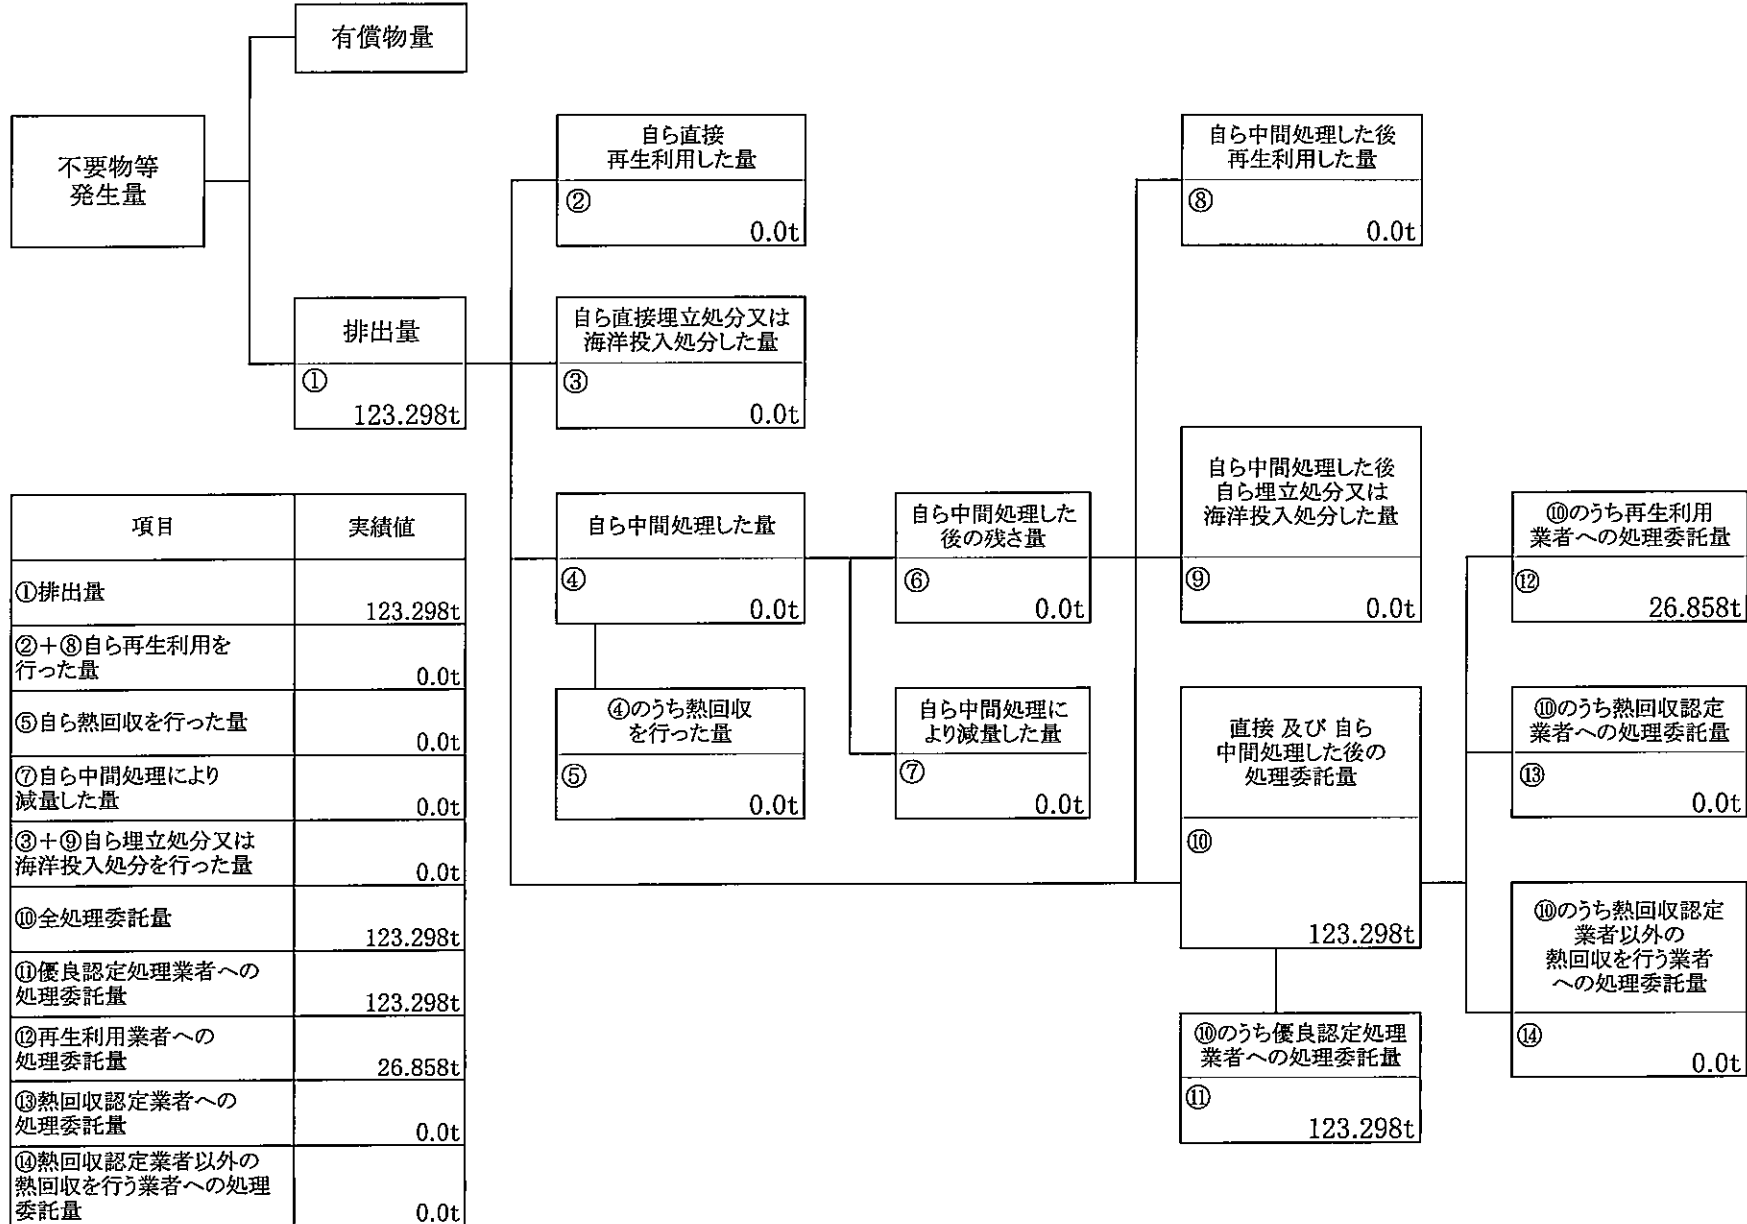 有償物量
不要物等
発生量
自ら直接
再生利用した量
②
0.0t
自ら中間処理した後
再生利用した量
⑧
0.0t
排出量
①
123.298t
自ら直接埋立処分又は
海洋投入処分した量
③
0.0t
自ら中間処理した量
④
0.0t
自ら中間処理した
後の残さ量
⑥
0.0t
自ら中間処理した後
自ら埋立処分又は
海洋投入処分した量
⑨
0.0t
⑩のうち再生利用
業者への処理委託量
⑫
26.858t
④のうち熱回収
を行った量
⑤
0.0t
自ら中間処理に
より減量した量
⑦
0.0t
直接 及び 自ら
中間処理した後の
処理委託量
⑩
123.298t
⑩のうち熱回収認定
業者への処理委託量
⑬
0.0t
⑩のうち熱回収認定
業者以外の
熱回収を行う業者
への処理委託量
⑭
0.0t
⑩のうち優良認定処理
業者への処理委託量
⑪
123.298t
項目 実績値
①排出量
123.298t
②+⑧自ら再生利用を
行った量 0.0t
⑤自ら熱回収を行った量
0.0t
⑦自ら中間処理により
減量した量 0.0t
③+⑨自ら埋立処分又は
海洋投入処分を行った量 0.0t
⑩全処理委託量
123.298t
⑪優良認定処理業者への
処理委託量 123.298t
⑫再生利用業者への
処理委託量 26.858t
⑬熱回収認定業者への
処理委託量 0.0t
⑭熱回収認定業者以外の
熱回収を行う業者への処理
委託量 0.0t